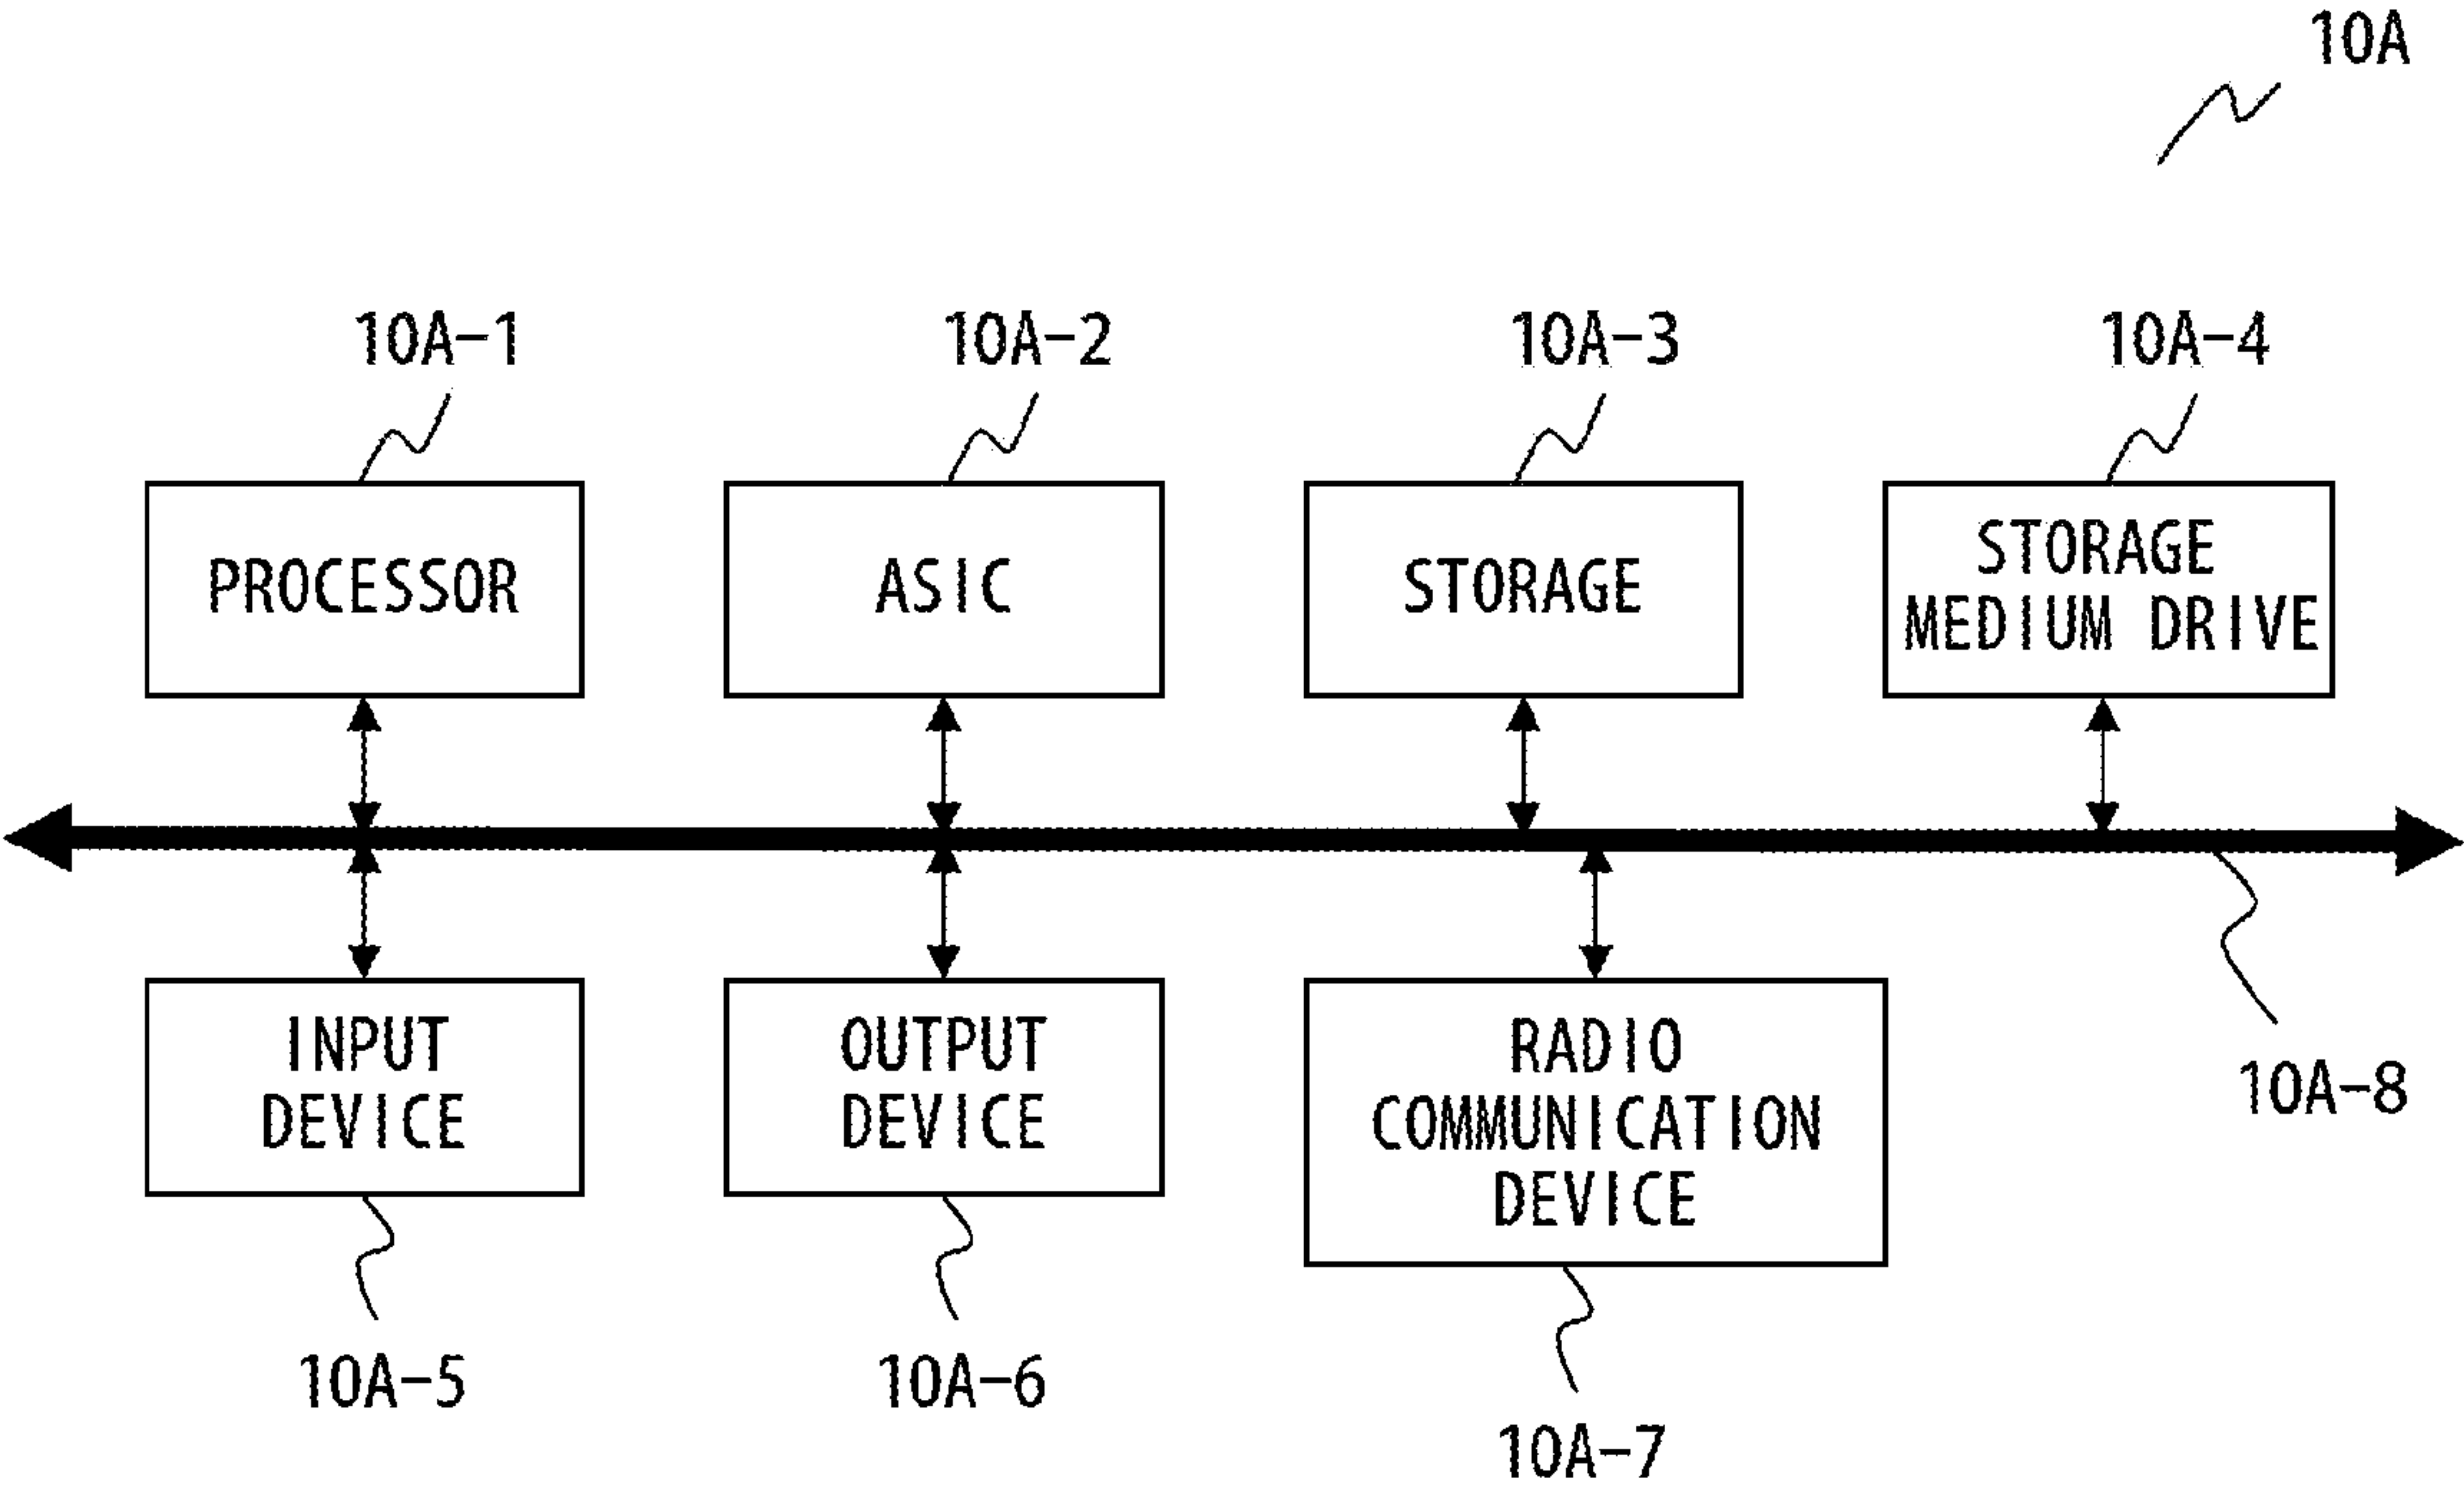 10A
10A-1
10A-2
10A-3
10A-4
PROCESSOR
ASIC
STORAGE
STORAGE
MEDIUM DRIVE
INPUT
DEVICE
OUTPUT
DEVICE
RADIO
COMMUNICATION
DEVICE
10A-8
10A-5
10A-6
10A-7